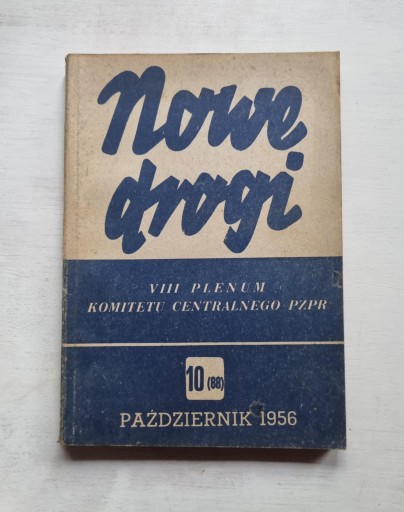 Nowe
drogi
VIII PLENUM
KOMITETU CENTRALNEGO PZPR
10 (88)
PAŹDZIERNIK 1956